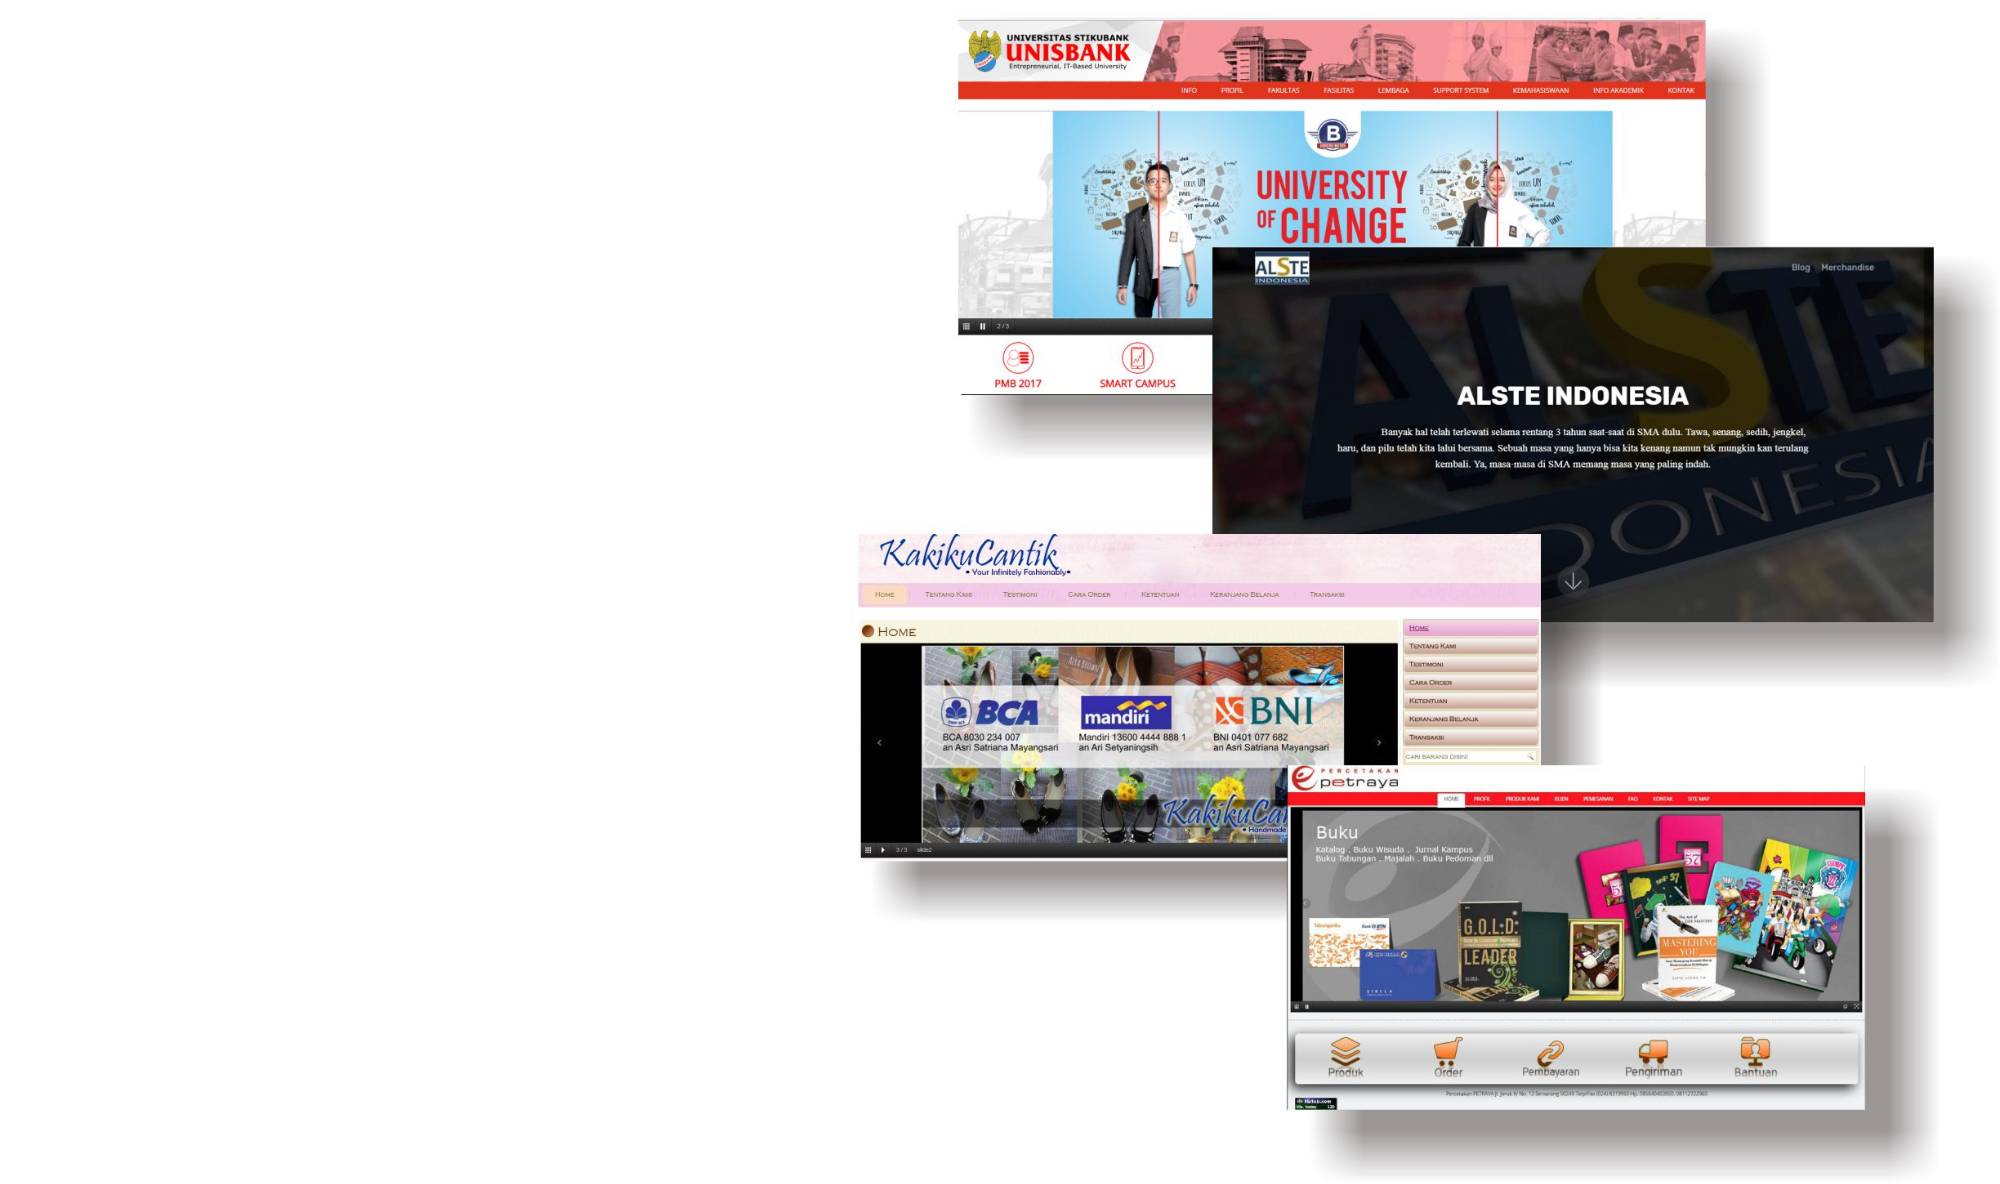 UNIVERSITAS STIKUBANK
UNISBANK
Entrepreneurial, IT-Based University
INFO PROFIL FAKULTAS FASILITAS LEMBAGA SUPPORT SYSTEM KEMAHASISWAAN INFO AKADEMIK KONTAK
B
UNIVERSITY
OF CHANGE
2 / 3
PMB 2017
SMART CAMPUS
ALSTE
INDONESIA
Blog Merchandise
ALSTE INDONESIA
Banyak hal telah terlewati selama rentang 3 tahun saat-saat di SMA dulu. Tawa, senang, sedih, jengkel,
haru, dan pilu telah kita lalui bersama. Sebuah masa yang hanya bisa kita kenang namun tak mungkin kan terulang
kembali. Ya, masa-masa di SMA memang masa yang paling indah.
KakikuCantik
• Your Infinitely Fashionably•
Home Tentang Kami Testimoni Cara Order Ketentuan Keranjang Belanja Transaksi
Home
Home
Tentang Kami
Testimoni
Cara Order
Ketentuan
Keranjang Belanja
Transaksi
CARI BARANG DISINI
BCA
BCA 8030 234 007
an Asri Satriana Mayangsari
mandiri
Mandiri 13600 4444 888 1
an Ari Setyaningsih
BNI
BNI 0401 077 682
an Asri Satriana Mayangsari
KakikuCa
• Handmade
3 / 3 slide2
PERCETAKAN
petraya
HOME PROFIL PRODUK KAMI KLIEN PEMESANAN FAQ KONTAK SITE MAP
Buku
Katalog . Buku Wisuda . Jurnal Kampus
Buku Tabungan . Majalah . Buku Pedoman dll
57
G.O.L.D.
LEADER
MASTERING
YOU
Produk
Order
Pembayaran
Pengiriman
Bantuan